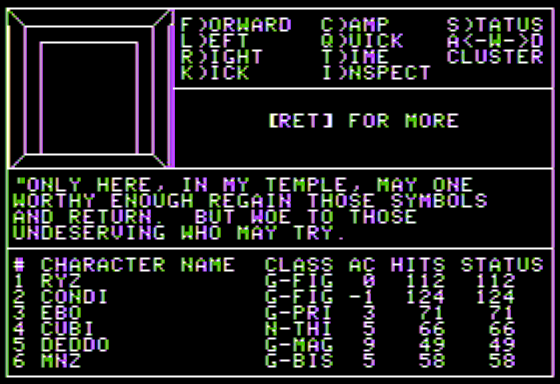 F)ORWARD C)AMP S)TATUS
L)EFT Q)UICK A<-W->D
R)IGHT T)IME CLUSTER
K)ICK I)NSPECT
[RET] FOR MORE
"ONLY HERE, IN MY TEMPLE, MAY ONE
WORTHY ENOUGH REGAIN THOSE SYMBOLS
AND RETURN. BUT WOE TO THOSE
UNDESERVING WHO MAY TRY.
# CHARACTER NAME CLASS AC HITS STATUS
1 RYZ G-FIG 0 112 112
2 CONDI G-FIG -1 124 124
3 EBO G-PRI 3 71 71
4 CUBI N-THI 5 66 66
5 DEDDO G-MAG 9 49 49
6 MNZ G-BIS 5 58 58